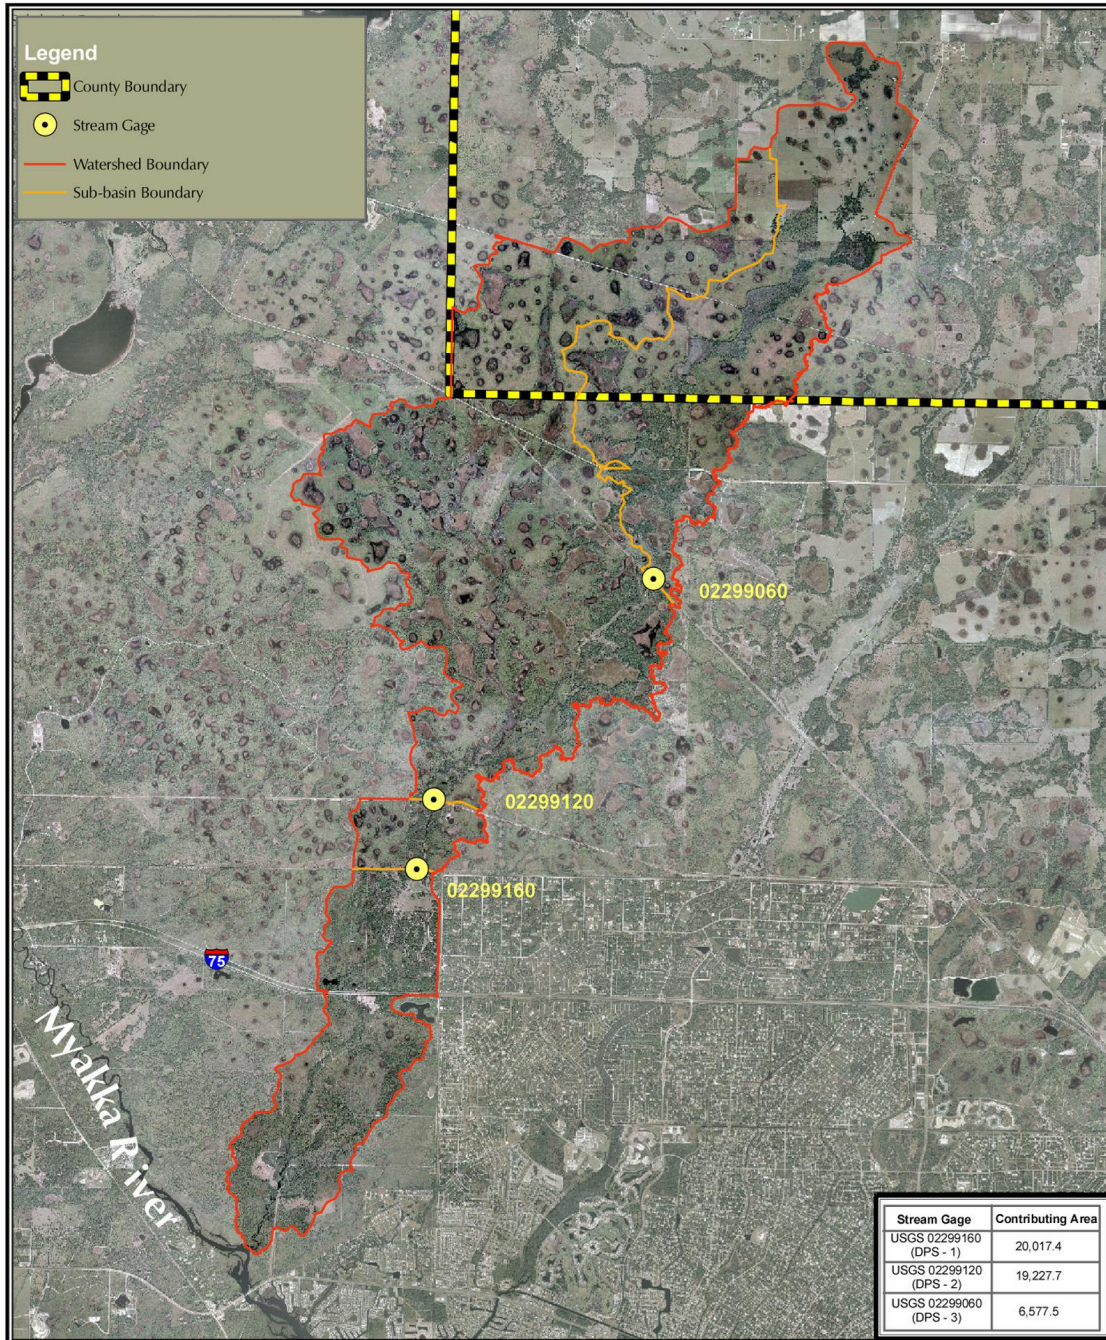 Legend
County Boundary
Stream Gage
Watershed Boundary
Sub-basin Boundary
02299060
02299120
02299160
75
Myakka River
Stream Gage Contributing Area
USGS 02299160
(DPS - 1)
20,017.4
USGS 02299120
(DPS - 2)
19,227.7
USGS 02299060
(DPS - 3)
6,577.5